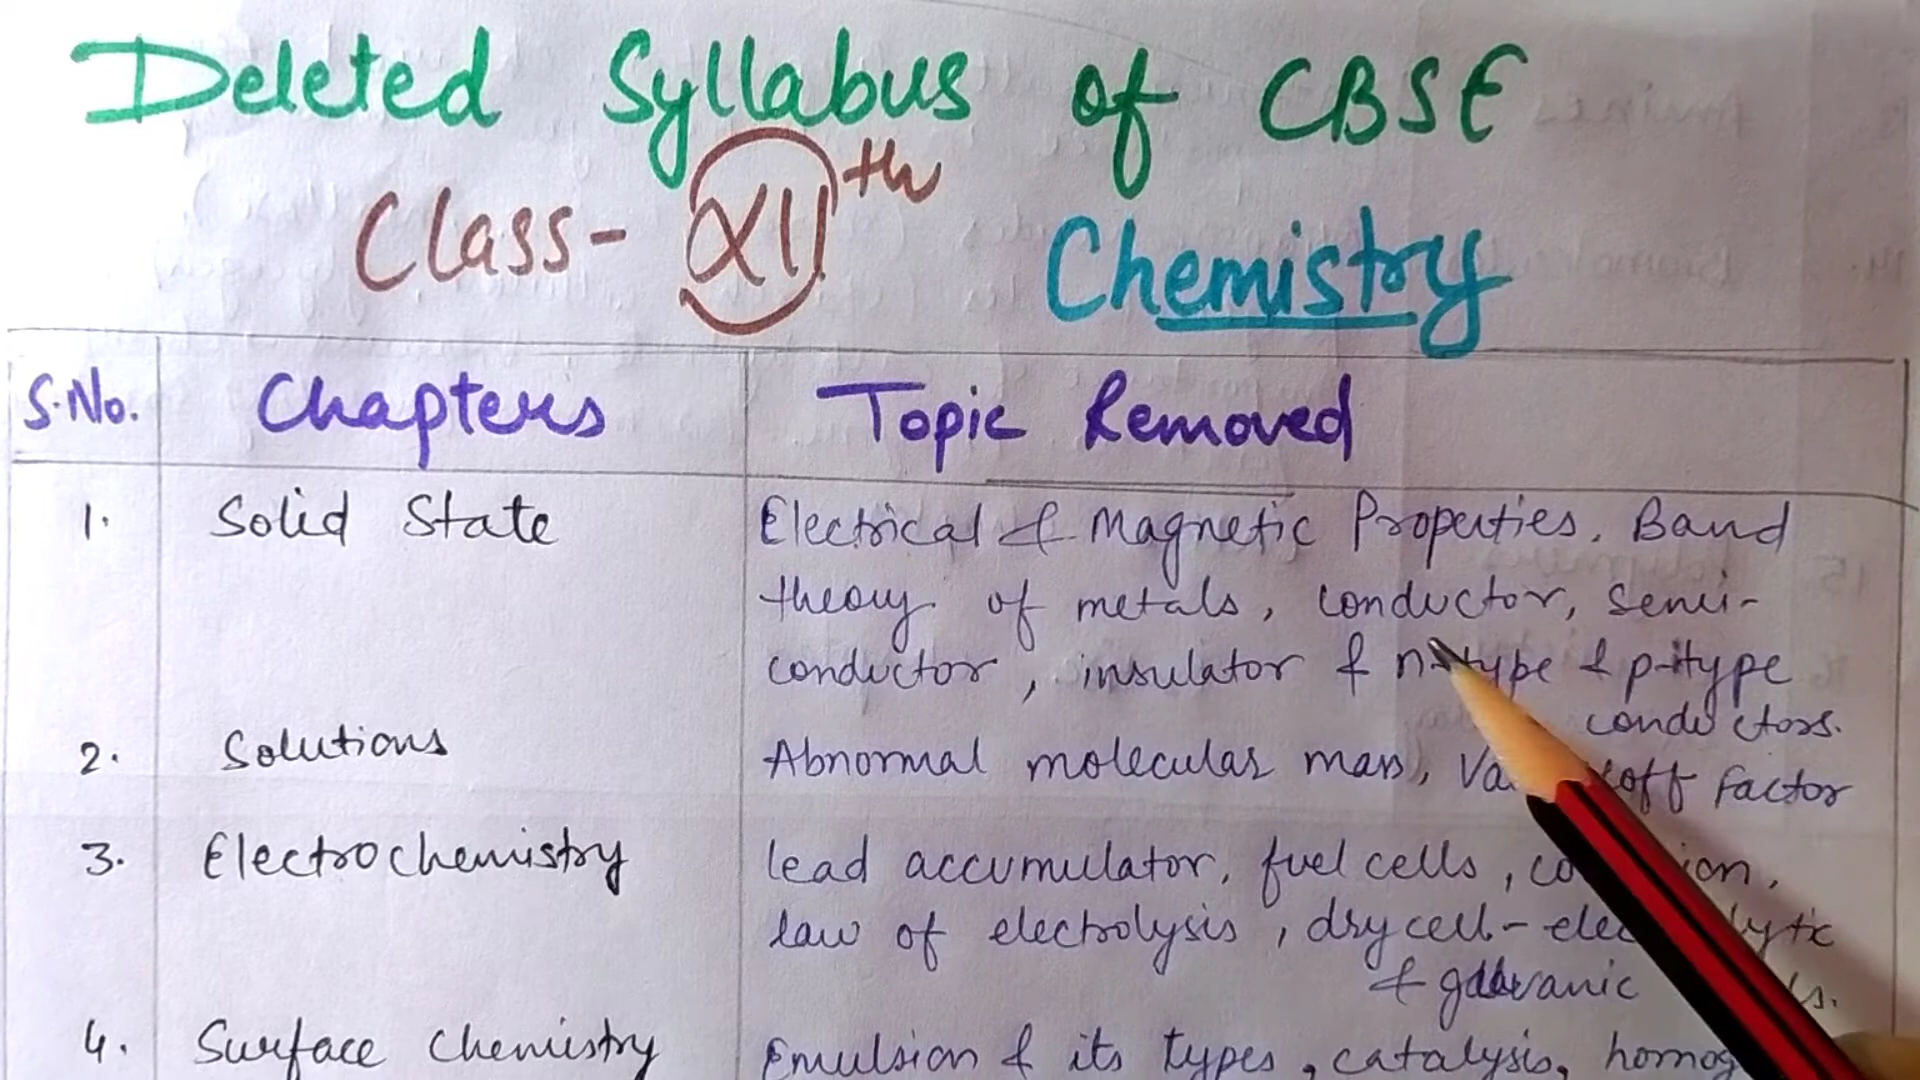 Deleted Syllabus of CBSE
Class- XII th Chemistry
S.No. Chapters Topic Removed
1. Solid State Electrical & Magnetic Properties. Band
theory of metals, conductor, semi-
conductor, insulator & n-type & p-type
conductors.
2. Solutions Abnormal molecular mass, Factor
3. Electrochemistry lead accumulator, fuel cells,
law of electrolysis, dry cell-
& galvanic
4. Surface Chemistry Emulsion & its types, catalysis,